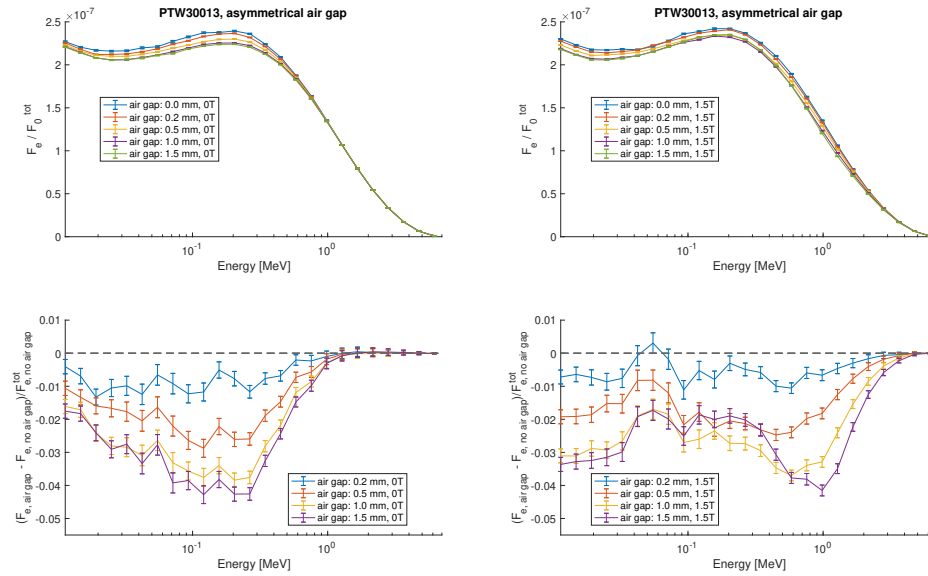 PTW30013, asymmetrical air gap
×10⁻⁷
2.5
2
1.5
1
0.5
0
F_e / F_0^tot
air gap: 0.0 mm, 0T
air gap: 0.2 mm, 0T
air gap: 0.5 mm, 0T
air gap: 1.0 mm, 0T
air gap: 1.5 mm, 0T
10⁻¹ 10⁰
Energy [MeV]
PTW30013, asymmetrical air gap
×10⁻⁷
2.5
2
1.5
1
0.5
0
F_e / F_0^tot
air gap: 0.0 mm, 1.5T
air gap: 0.2 mm, 1.5T
air gap: 0.5 mm, 1.5T
air gap: 1.0 mm, 1.5T
air gap: 1.5 mm, 1.5T
10⁻¹ 10⁰
Energy [MeV]
0.01
0
-0.01
-0.02
-0.03
-0.04
-0.05
(F_e, air gap - F_e, no air gap)/F_e, no air gap^tot
air gap: 0.2 mm, 0T
air gap: 0.5 mm, 0T
air gap: 1.0 mm, 0T
air gap: 1.5 mm, 0T
10⁻¹ 10⁰
Energy [MeV]
0.01
0
-0.01
-0.02
-0.03
-0.04
-0.05
(F_e, air gap - F_e, no air gap)/F_e, no air gap^tot
air gap: 0.2 mm, 1.5T
air gap: 0.5 mm, 1.5T
air gap: 1.0 mm, 1.5T
air gap: 1.5 mm, 1.5T
10⁻¹ 10⁰
Energy [MeV]